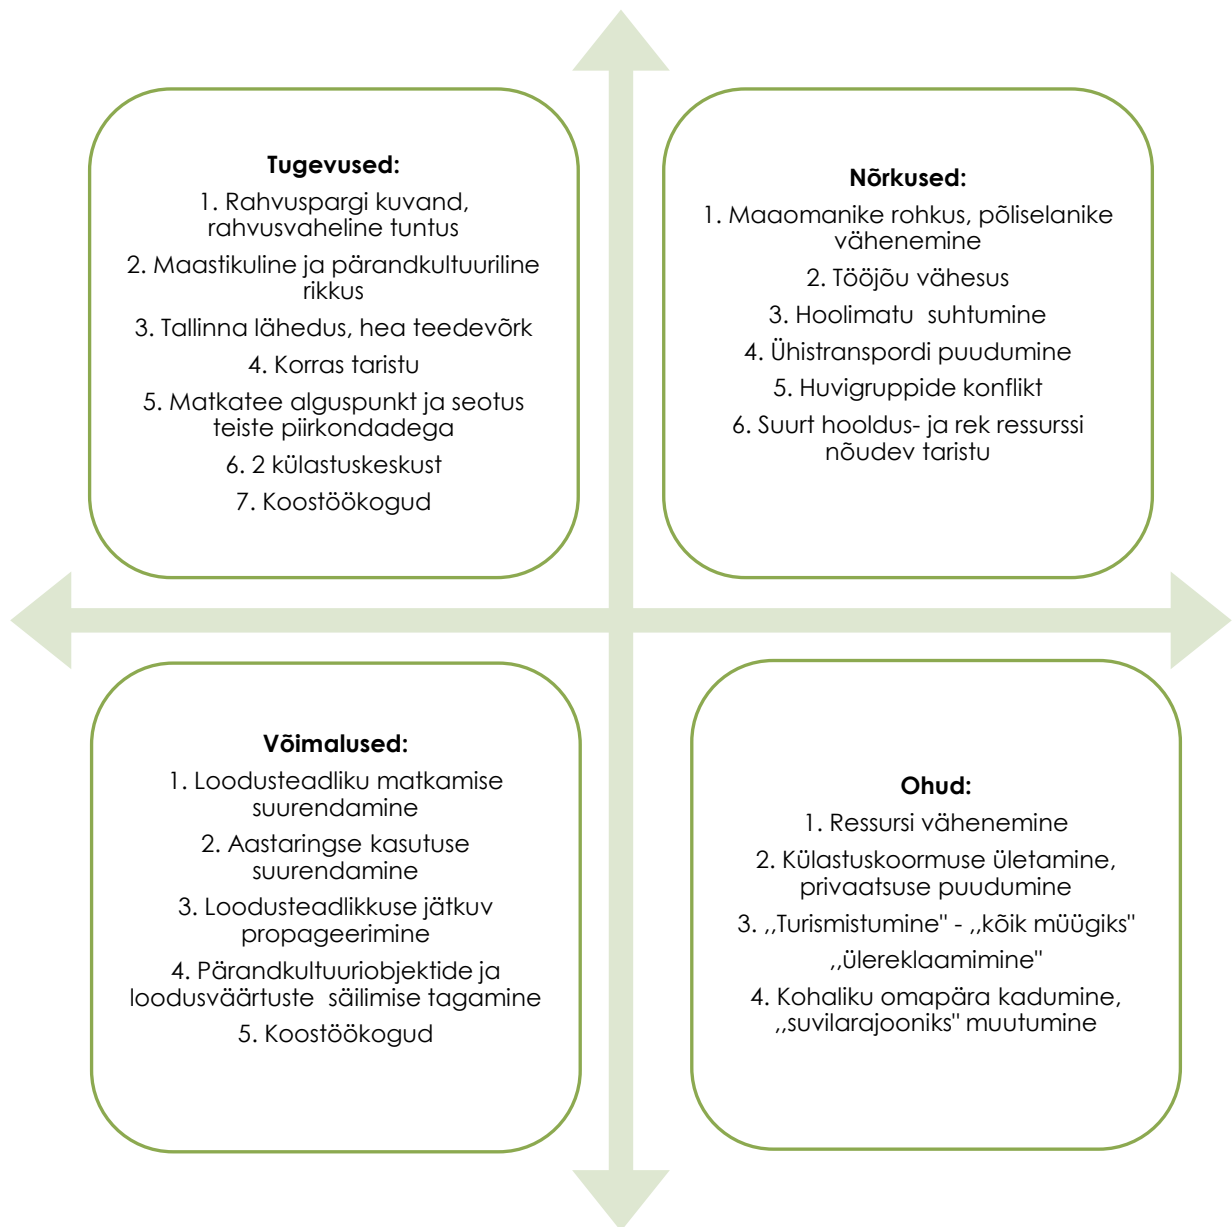 Tugevused:
1. Rahvuspargi kuvand,
rahvusvaheline tuntus
2. Maastikuline ja pärandkultuuriline
rikkus
3. Tallinna lähedus, hea teedevõrk
4. Korras taristu
5. Matkatee alguspunkt ja seotus
teiste piirkondadega
6. 2 külastuskeskust
7. Koostöökogud
Nõrkused:
1. Maaomanike rohkus, põliselanike
vähenemine
2. Tööjõu vähesus
3. Hoolimatu  suhtumine
4. Ühistranspordi puudumine
5. Huvigruppide konflikt
6. Suurt hooldus- ja rek ressurssi
nõudev taristu
Võimalused:
1. Loodusteadliku matkamise
suurendamine
2. Aastaringse kasutuse
suurendamine
3. Loodusteadlikkuse jätkuv
propageerimine
4. Pärandkultuuriobjektide ja
loodusväärtuste  säilimise tagamine
5. Koostöökogud
Ohud:
1. Ressursi vähenemine
2. Külastuskoormuse ületamine,
privaatsuse puudumine
3. ,,Turismistumine" - ,,kõik müügiks"
,,ülereklaamimine"
4. Kohaliku omapära kadumine,
,,suvilarajooniks" muutumine